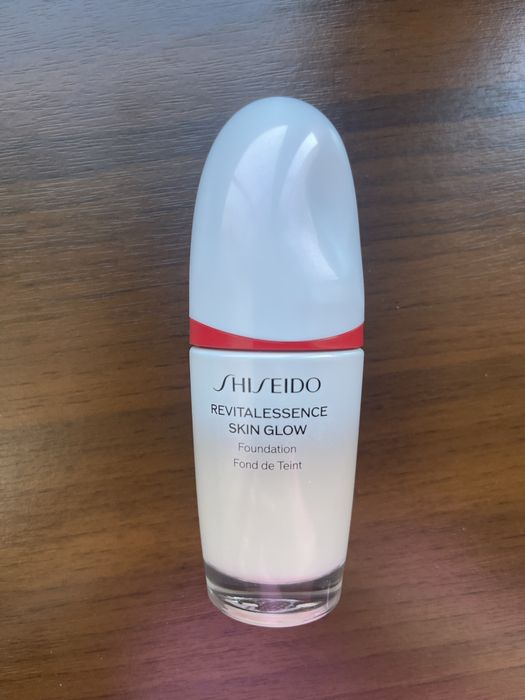 SHISEIDO
REVITALESSENCE
SKIN GLOW
Foundation
Fond de Teint